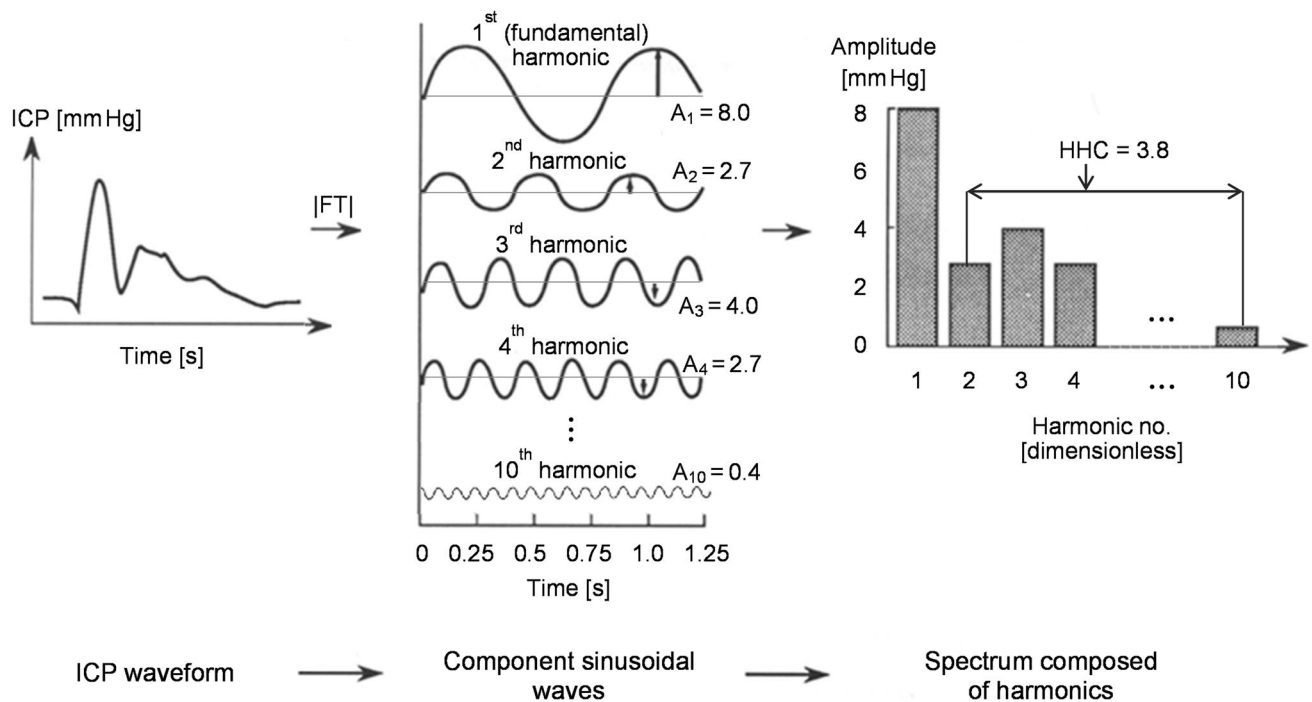 ICP [mm Hg]
Time [s]
|FT|
1st (fundamental)
harmonic
A1 = 8.0
2nd harmonic
A2 = 2.7
3rd harmonic
A3 = 4.0
4th harmonic
A4 = 2.7
⋮
10th harmonic
A10 = 0.4
0 0.25 0.5 0.75 1.0 1.25
Time [s]
Amplitude
[mm Hg]
8
6
4
2
0
HHC = 3.8
...
1 2 3 4 ... 10
Harmonic no.
[dimensionless]
ICP waveform
Component sinusoidal
waves
Spectrum composed
of harmonics